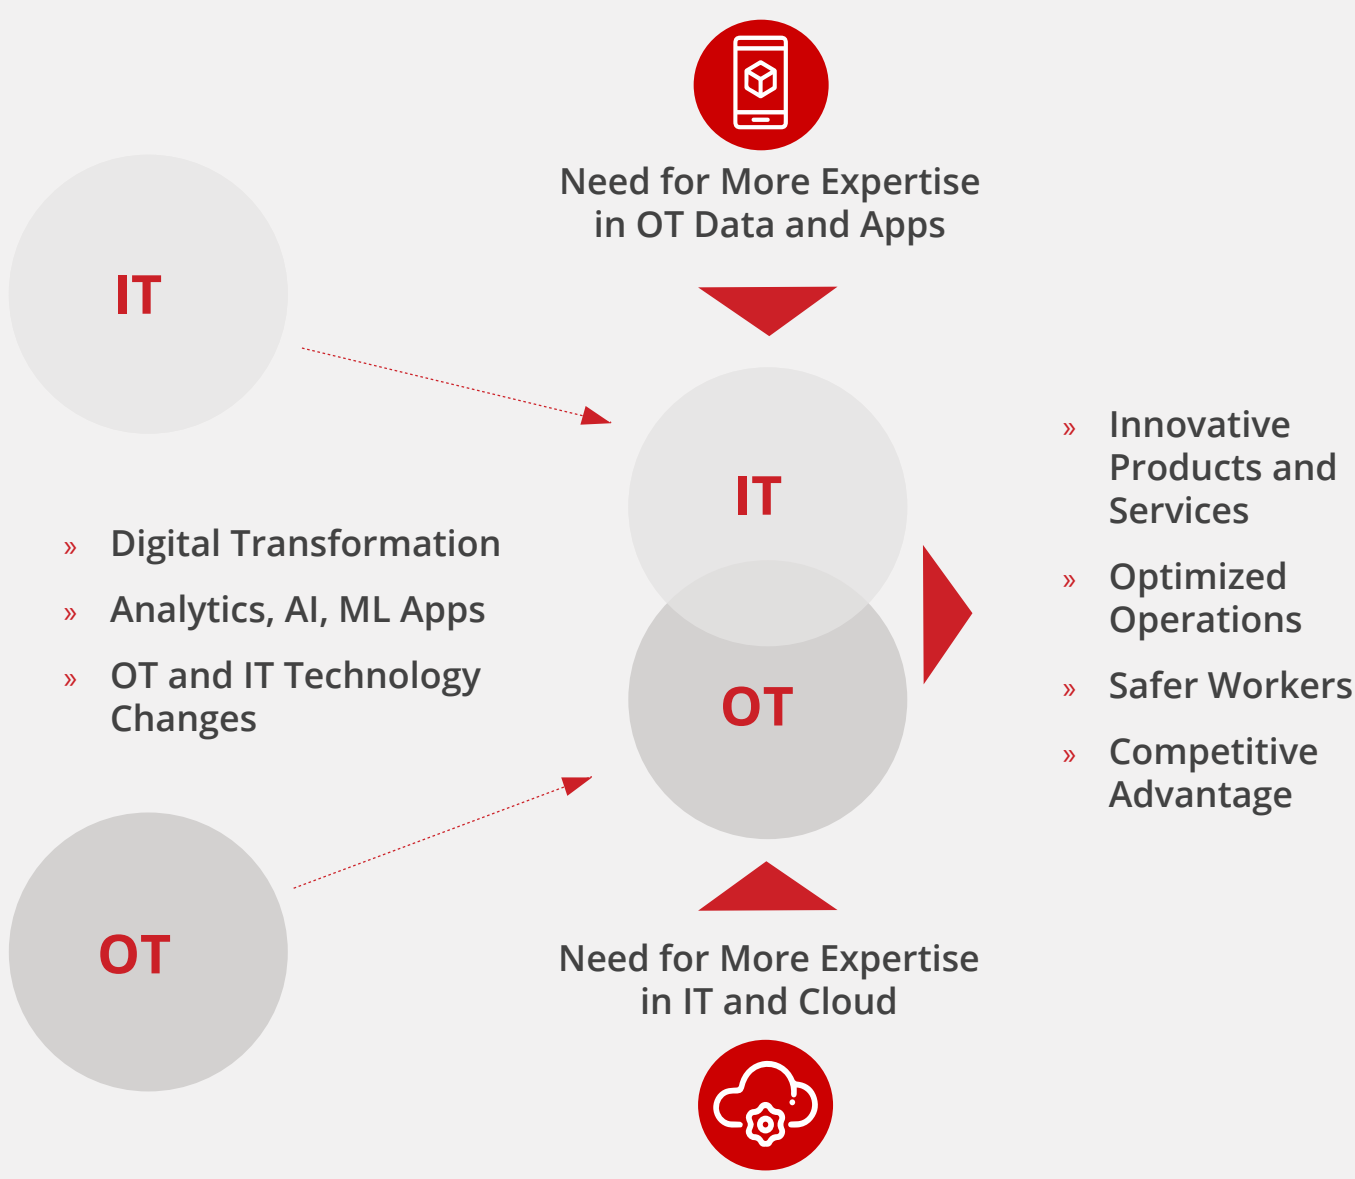 Need for More Expertise
in OT Data and Apps
IT
» Digital Transformation
» Analytics, AI, ML Apps
» OT and IT Technology
Changes
OT
IT
OT
» Innovative
Products and
Services
» Optimized
Operations
» Safer Workers
» Competitive
Advantage
Need for More Expertise
in IT and Cloud